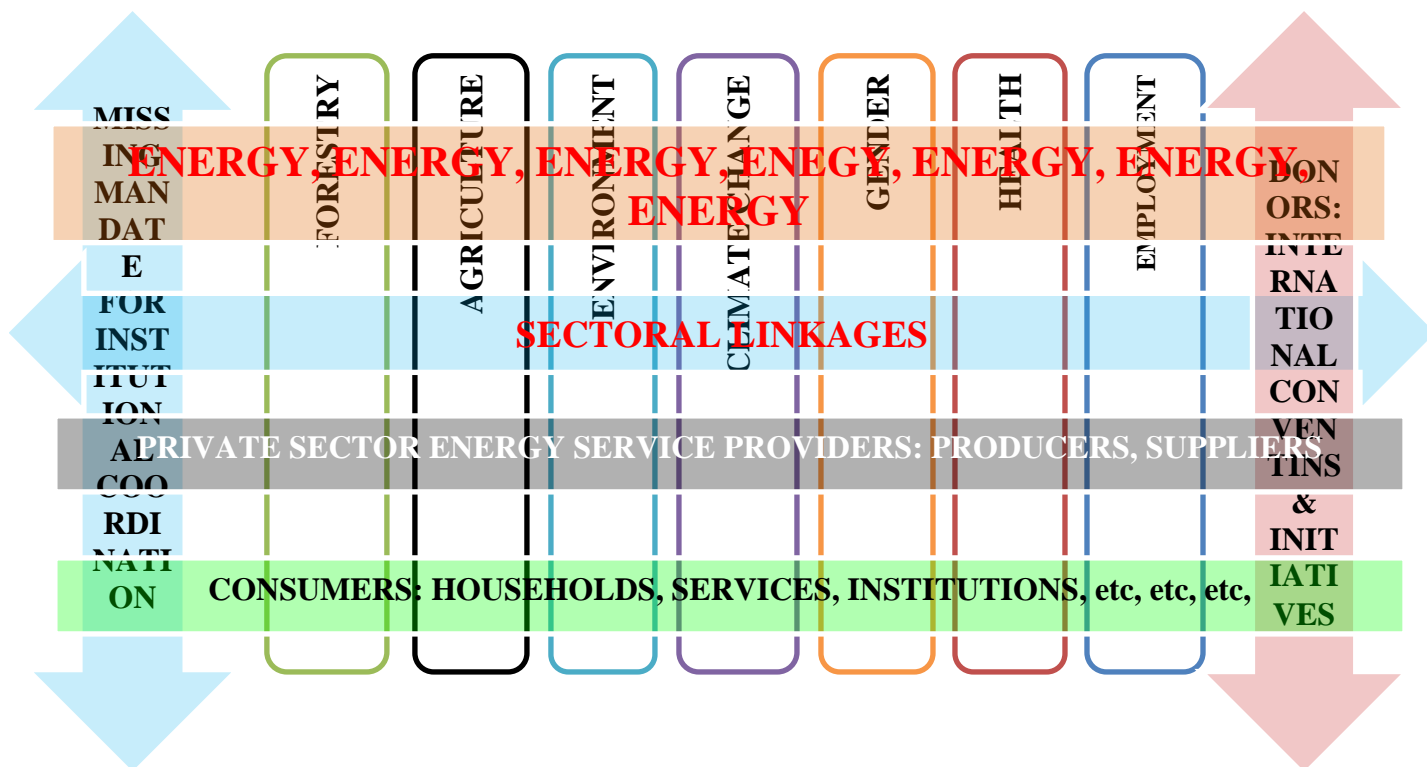 MISS
ING
MAN
DAT
E
FOR
INST
ITUT
ION
AL
COO
RDI
NATI
ON
FORESTRY
AGRICULTURE
ENVIRONMENT
CLIMATE CHANGE
GENDER
HEALTH
EMPLOYMENT
ENERGY, ENERGY, ENERGY, ENEGY, ENERGY, ENERGY,
ENERGY
SECTORAL LINKAGES
PRIVATE SECTOR ENERGY SERVICE PROVIDERS: PRODUCERS, SUPPLIERS
CONSUMERS: HOUSEHOLDS, SERVICES, INSTITUTIONS, etc, etc, etc,
DON
ORS:
INTE
RNA
TIO
NAL
CON
VEN
TINS
&
INIT
IATI
VES